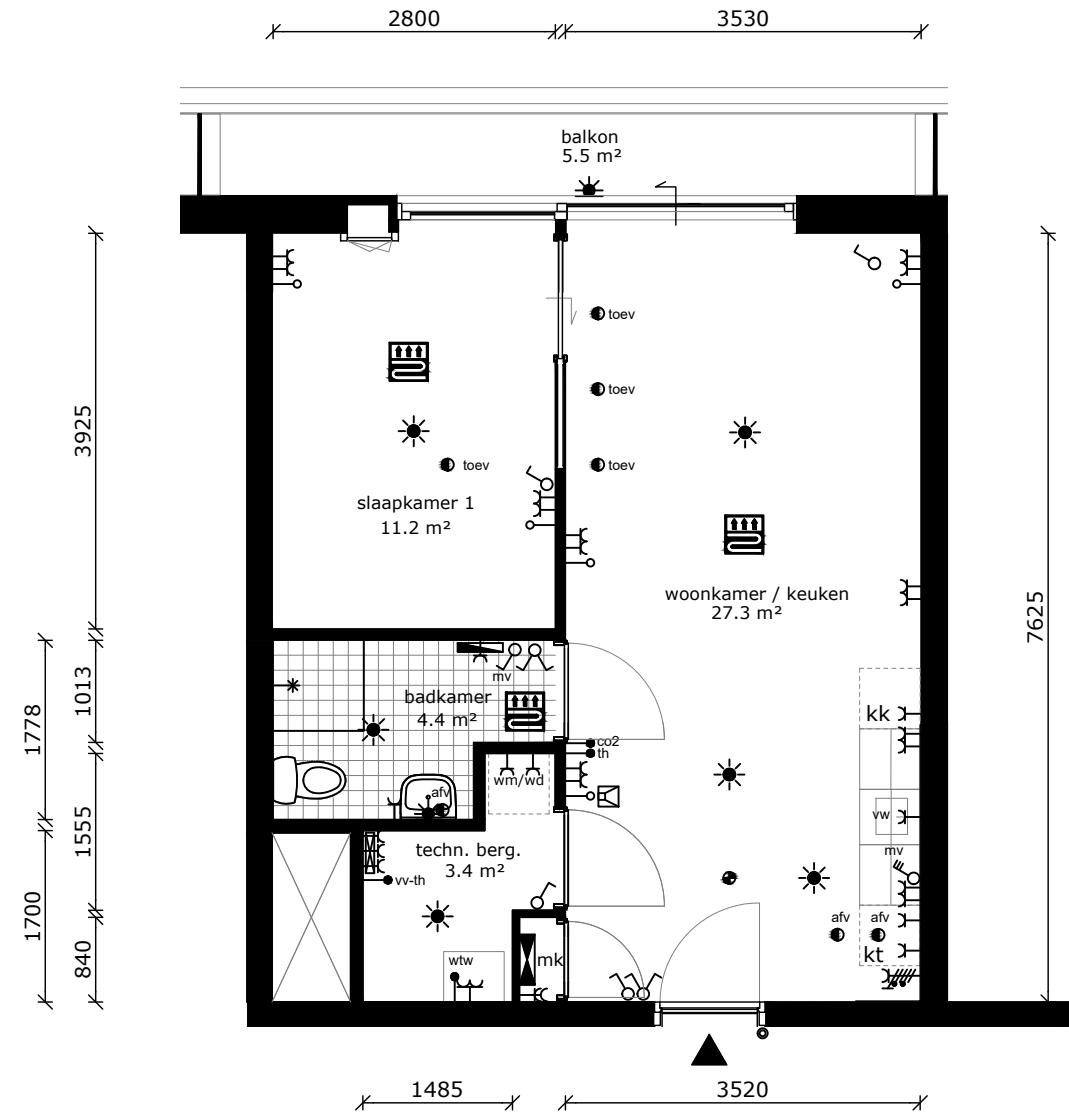 2800
3530
balkon
5.5 m²
toev
toev
toev
toev
3925
slaapkamer 1
11.2 m²
woonkamer / keuken
27.3 m²
7625
mv
badkamer
4.4 m²
1013
1778
kk
co2
th
wm/wd
afv
vw
mv
1555
techn. berg.
3.4 m²
vv-th
1700
afv
afv
840
wtw
mk
kt
1485
3520